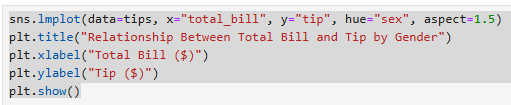 sns.lmplot(data=tips, x="total_bill", y="tip", hue="sex", aspect=1.5)
plt.title("Relationship Between Total Bill and Tip by Gender")
plt.xlabel("Total Bill ($)")
plt.ylabel("Tip ($)")
plt.show()